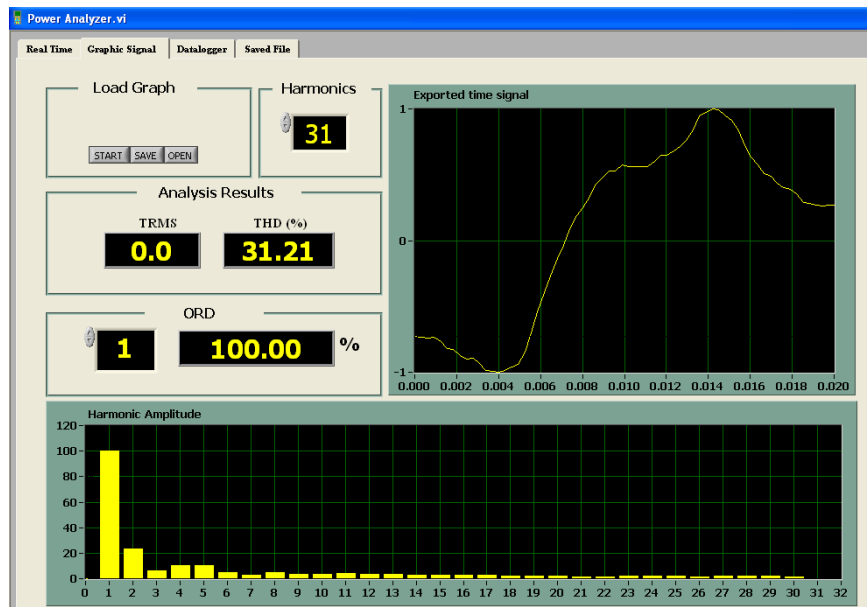 Power Analyzer.vi
Real Time Graphic Signal Datalogger Saved File
Load Graph
START SAVE OPEN
Harmonics
31
Analysis Results
TRMS THD (%)
0.0 31.21
ORD
1 100.00 %
Exported time signal
1-
0-
-1-
0.000 0.002 0.004 0.006 0.008 0.010 0.012 0.014 0.016 0.018 0.020
Harmonic Amplitude
120-
100-
80-
60-
40-
20-
0-
0 1 2 3 4 5 6 7 8 9 10 11 12 13 14 15 16 17 18 19 20 21 22 23 24 25 26 27 28 29 30 31 32